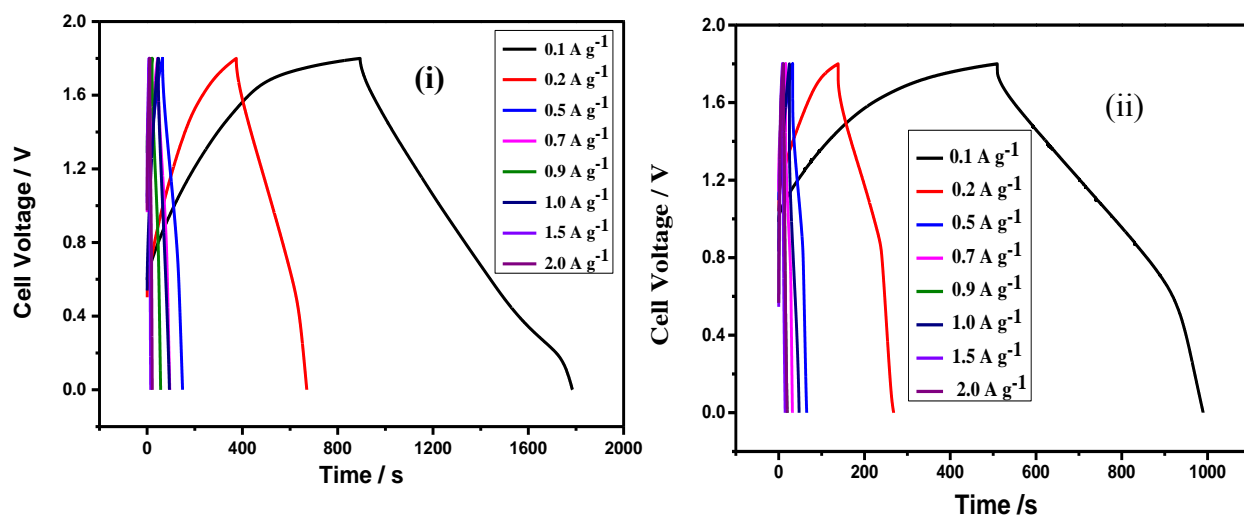 2.0
1.6
1.2
0.8
0.4
0.0
Cell Voltage / V
0 400 800 1200 1600 2000
Time / s
(i)
0.1 A g-1
0.2 A g-1
0.5 A g-1
0.7 A g-1
0.9 A g-1
1.0 A g-1
1.5 A g-1
2.0 A g-1
2.0
1.6
1.2
0.8
0.4
0.0
Cell Voltage / V
0 200 400 600 800 1000
Time /s
(ii)
0.1 A g-1
0.2 A g-1
0.5 A g-1
0.7 A g-1
0.9 A g-1
1.0 A g-1
1.5 A g-1
2.0 A g-1